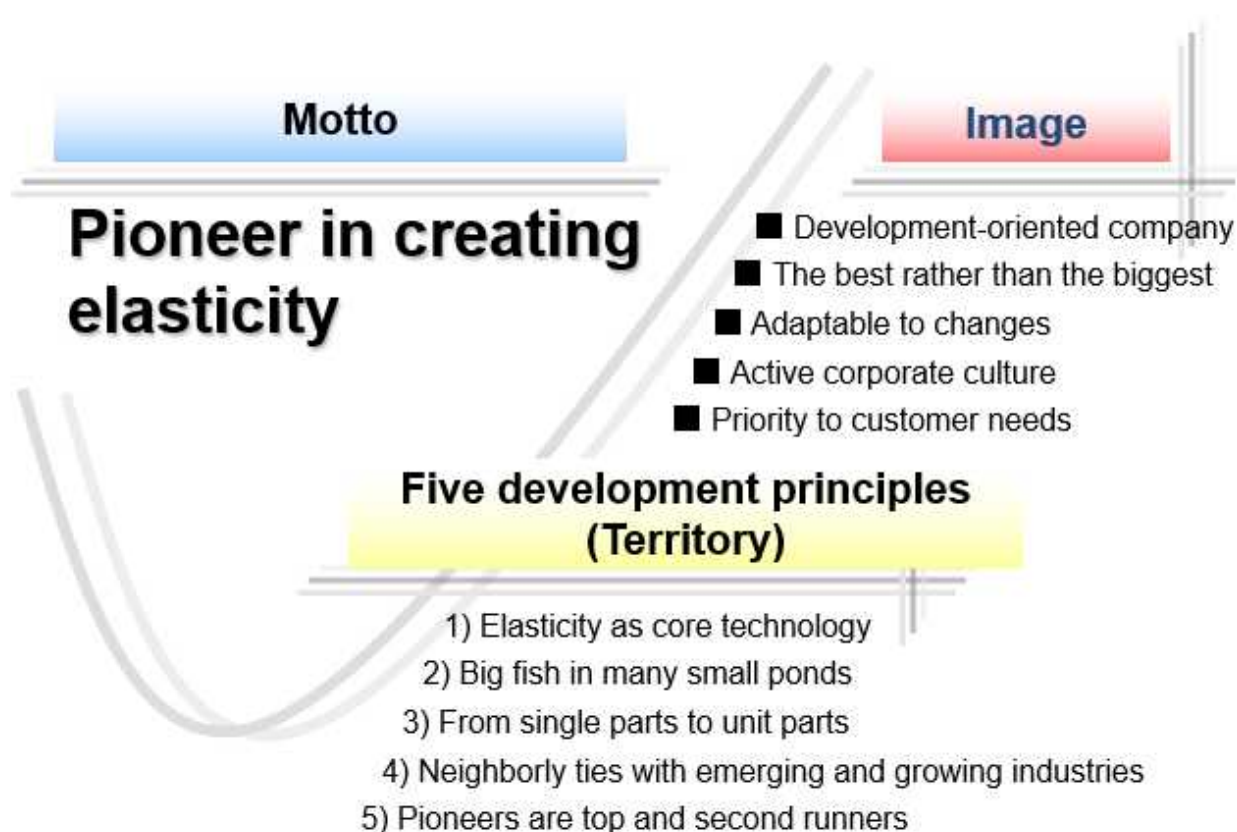 Motto
Pioneer in creating
elasticity
Image
■ Development-oriented company
■ The best rather than the biggest
■ Adaptable to changes
■ Active corporate culture
■ Priority to customer needs
Five development principles
(Territory)
1) Elasticity as core technology
2) Big fish in many small ponds
3) From single parts to unit parts
4) Neighborly ties with emerging and growing industries
5) Pioneers are top and second runners